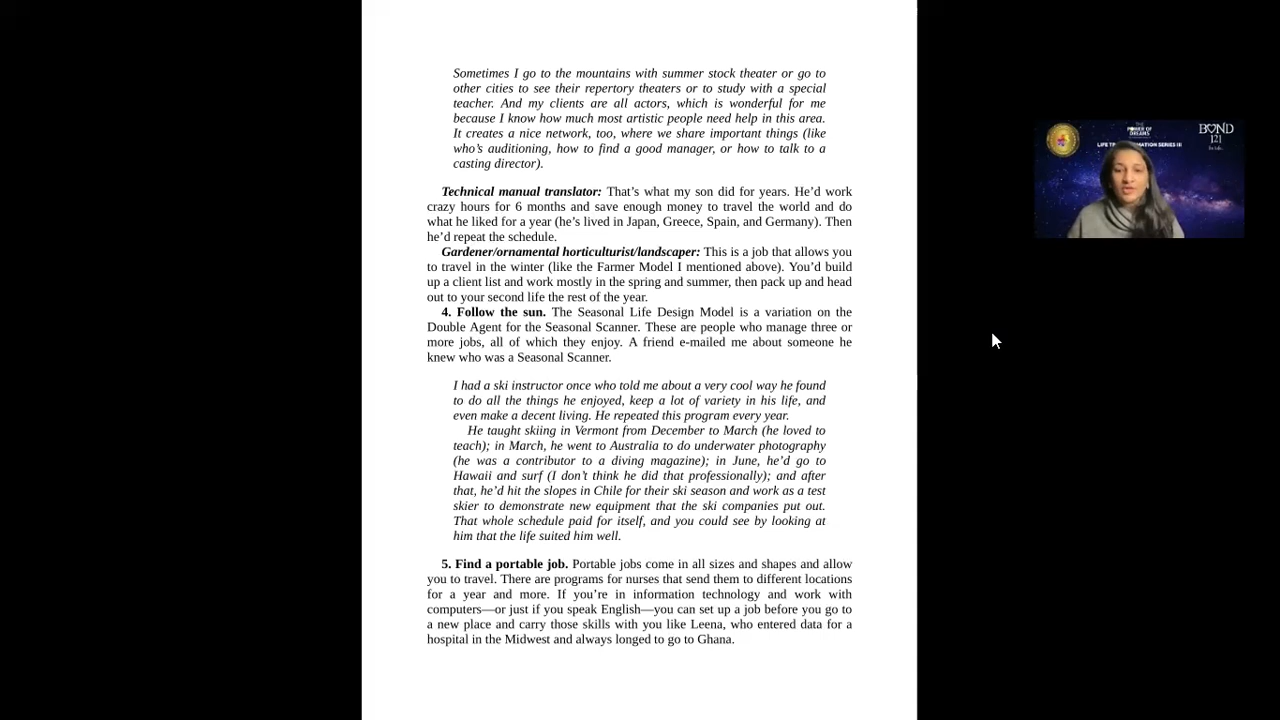 Sometimes I go to the mountains with summer stock theater or go to
other cities to see their repertory theaters or to study with a special
teacher. And my clients are all actors, which is wonderful for me
because I know how much most artistic people need help in this area.
It creates a nice network, too, where we share important things (like
who’s auditioning, how to find a good manager, or how to talk to a
casting director).
Technical manual translator: That’s what my son did for years. He’d work
crazy hours for 6 months and save enough money to travel the world and do
what he liked for a year (he’s lived in Japan, Greece, Spain, and Germany). Then
he’d repeat the schedule.
Gardener/ornamental horticulturist/landscaper: This is a job that allows you
to travel in the winter (like the Farmer Model I mentioned above). You’d build
up a client list and work mostly in the spring and summer, then pack up and head
out to your second life the rest of the year.
4. Follow the sun. The Seasonal Life Design Model is a variation on the
Double Agent for the Seasonal Scanner. These are people who manage three or
more jobs, all of which they enjoy. A friend e-mailed me about someone he
knew who was a Seasonal Scanner.
I had a ski instructor once who told me about a very cool way he found
to do all the things he enjoyed, keep a lot of variety in his life, and
even make a decent living. He repeated this program every year.
He taught skiing in Vermont from December to March (he loved to
teach); in March, he went to Australia to do underwater photography
(he was a contributor to a diving magazine); in June, he’d go to
Hawaii and surf (I don’t think he did that professionally); and after
that, he’d hit the slopes in Chile for their ski season and work as a test
skier to demonstrate new equipment that the ski companies put out.
That whole schedule paid for itself, and you could see by looking at
him that the life suited him well.
5. Find a portable job. Portable jobs come in all sizes and shapes and allow
you to travel. There are programs for nurses that send them to different locations
for a year and more. If you’re in information technology and work with
computers—or just if you speak English—you can set up a job before you go to
a new place and carry those skills with you like Leena, who entered data for a
hospital in the Midwest and always longed to go to Ghana.
THE
POWER OF
DREAMS
BOND
121
LIFE
SERIES III